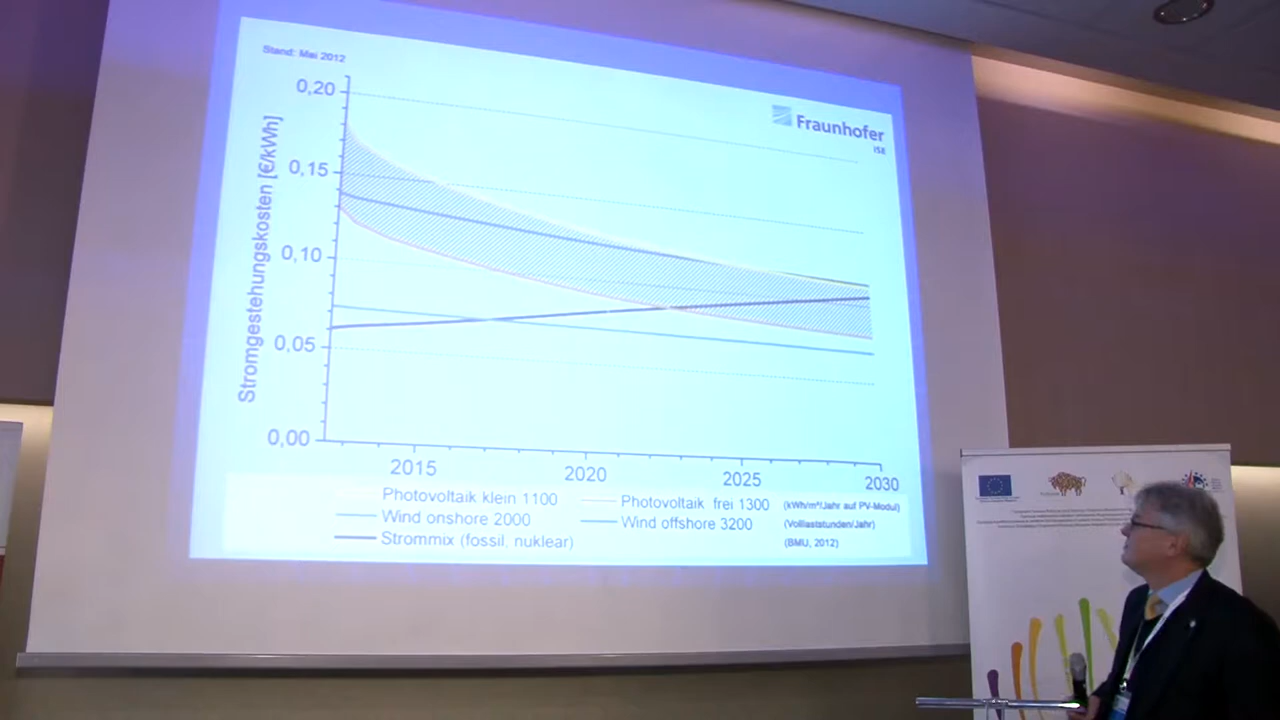 Stand: Mai 2012
Fraunhofer
ISE
Stromgestehungskosten [€/kWh]
0,20
0,15
0,10
0,05
0,00
2015
2020
2025
2030
Photovoltaik klein 1100
Photovoltaik frei 1300
(kWh/m²/Jahr auf PV-Modul)
Wind onshore 2000
Wind offshore 3200
(Volllaststunden/Jahr)
Strommix (fossil, nuklear)
(BMU, 2012)